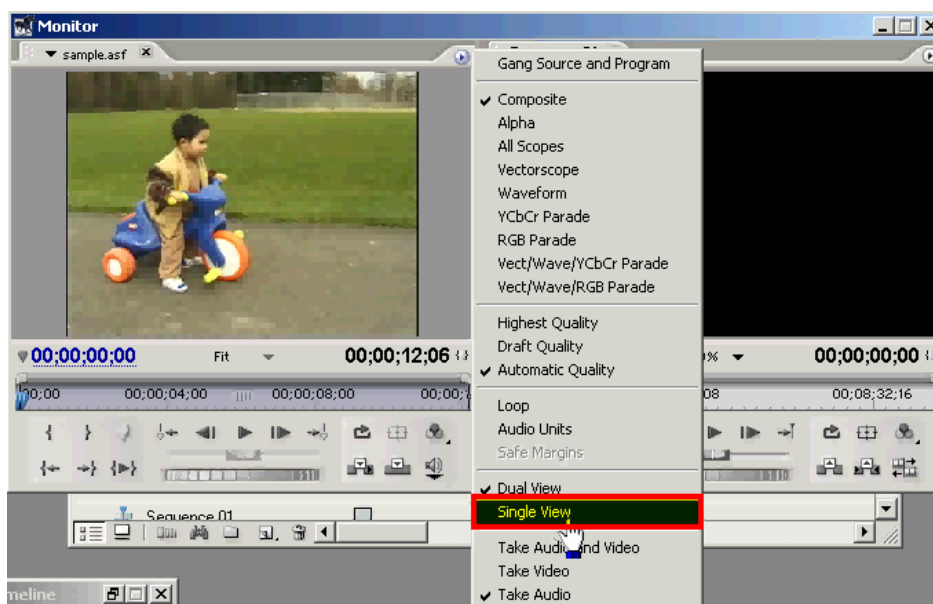 Monitor
sample.asf
Gang Source and Program
Composite
Alpha
All Scopes
Vectorscope
Waveform
YCbCr Parade
RGB Parade
Vect/Wave/YCbCr Parade
Vect/Wave/RGB Parade
Highest Quality
Draft Quality
Automatic Quality
Loop
Audio Units
Safe Margins
Dual View
Single View
Take Audio and Video
Take Video
Take Audio
00;00;00;00 Fit 00;00;12;06
% 00;00;00;00
00;00 00;00;04;00 00;00;08;00 00;00;
08 00;08;32;16
Sequence 01
meline